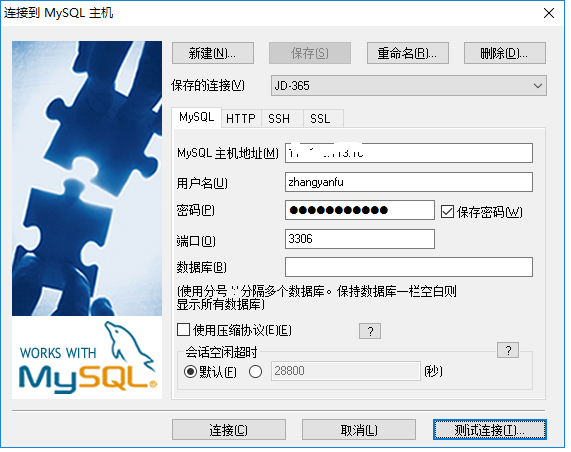 连接到 MySQL 主机
新建(N)...
保存(S)
重命名(R)...
删除(D)...
保存的连接(V)
JD-365
MySQL
HTTP
SSH
SSL
MySQL 主机地址(M)
用户名(U)
zhangyanfu
密码(P)
●●●●●●●●●●●
保存密码(W)
端口(O)
3306
数据库(B)
(使用分号 ';' 分隔多个数据库。保持数据库一栏空白则
显示所有数据库)
使用压缩协议(E)(E)
?
会话空闲超时
?
默认(F)
28800
(秒)
WORKS WITH
MySQL®
连接(C)
取消(L)
测试连接(T)...